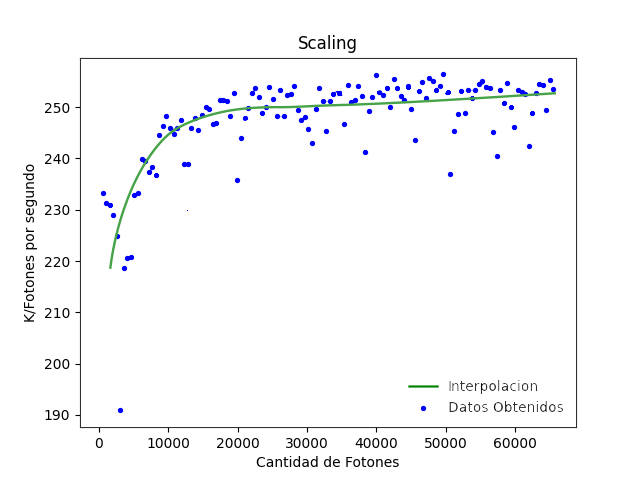 Scaling
K/Fotones por segundo
250
240
230
220
210
200
190
0 10000 20000 30000 40000 50000 60000
Cantidad de Fotones
Interpolacion
Datos Obtenidos